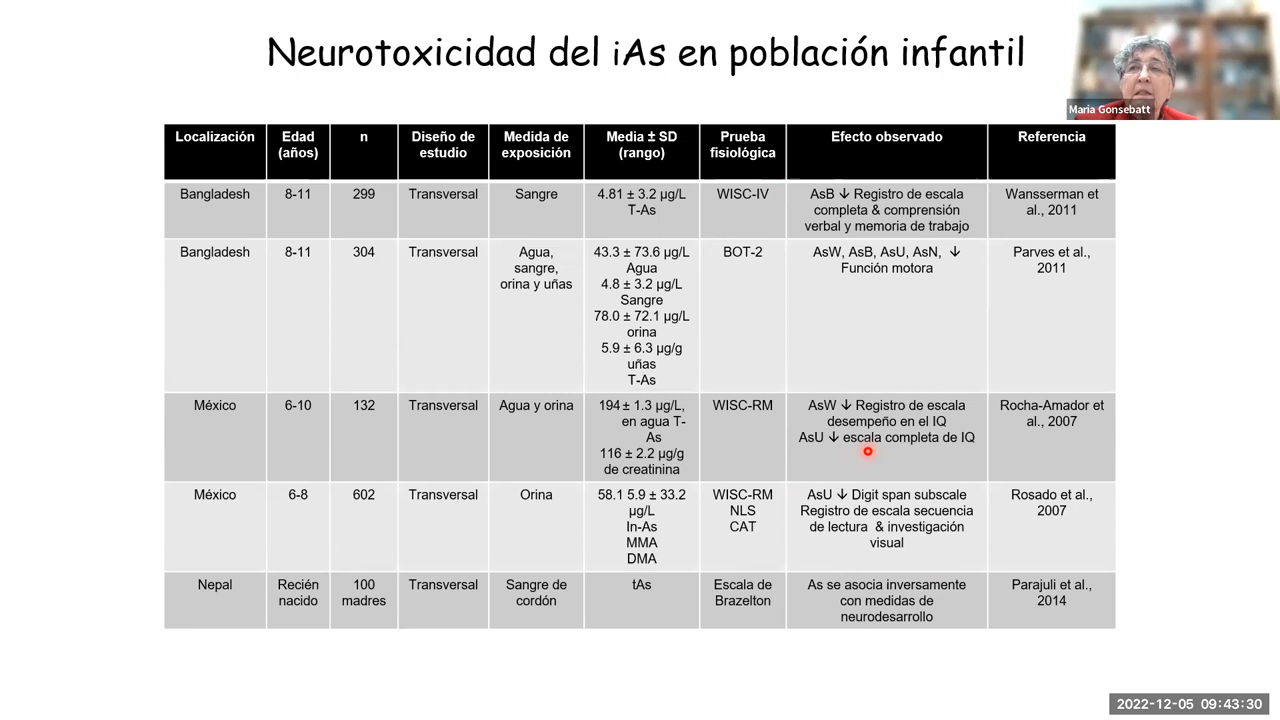 Neurotoxicidad del iAs en población infantil
Maria Gonsebatt
Localización
Edad
(años)
n
Diseño de
estudio
Medida de
exposición
Media ± SD
(rango)
Prueba
fisiológica
Efecto observado
Referencia
Bangladesh
8-11
299
Transversal
Sangre
4.81 ± 3.2 µg/L
T-As
WISC-IV
AsB ↓ Registro de escala
completa & comprensión
verbal y memoria de trabajo
Wansserman et
al., 2011
Bangladesh
8-11
304
Transversal
Agua,
sangre,
orina y uñas
43.3 ± 73.6 µg/L
Agua
4.8 ± 3.2 µg/L
Sangre
78.0 ± 72.1 µg/L
orina
5.9 ± 6.3 µg/g
uñas
T-As
BOT-2
AsW, AsB, AsU, AsN, ↓
Función motora
Parves et al.,
2011
México
6-10
132
Transversal
Agua y orina
194 ± 1.3 µg/L,
en agua T-
As
116 ± 2.2 µg/g
de creatinina
WISC-RM
AsW ↓ Registro de escala
desempeño en el IQ
AsU ↓ escala completa de IQ
Rocha-Amador et
al., 2007
México
6-8
602
Transversal
Orina
58.1 5.9 ± 33.2
µg/L
In-As
MMA
DMA
WISC-RM
NLS
CAT
AsU ↓ Digit span subscale
Registro de escala secuencia
de lectura & investigación
visual
Rosado et al.,
2007
Nepal
Recién
nacido
100
madres
Transversal
Sangre de
cordón
tAs
Escala de
Brazelton
As se asocia inversamente
con medidas de
neurodesarrollo
Parajuli et al.,
2014
2022-12-05 09:43:30